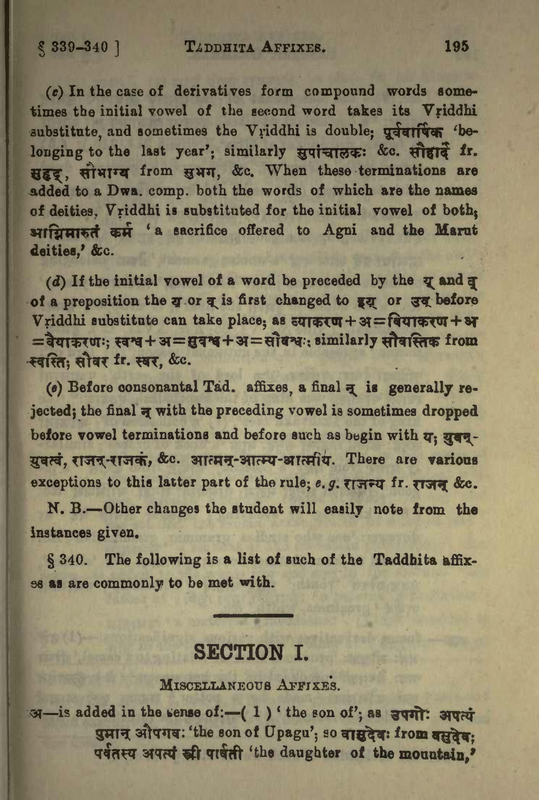 § 339–340 ] TADDHITA AFFIXES. 195
(c) In the case of derivatives form compound words some-
times the initial vowel of the second word takes its Vṛiddhi
substitute, and sometimes the Vṛiddhi is double; पूर्ववार्षिक 'be-
longing to the last year'; similarly सुपांचालकः &c. सौहार्द fr.
सुहृद्, सौभाग्य from सुभग, &c. When these terminations are
added to a Dwa. comp. both the words of which are the names
of deities, Vṛiddhi is substituted for the initial vowel of both;
आग्निमारुतं कर्म 'a sacrifice offered to Agni and the Marut
deities,' &c.
(d) If the initial vowel of a word be preceded by the य् and व्
of a preposition the य् or व् is first changed to इय् or उव् before
Vṛiddhi substitute can take place; as व्याकरण+अ=वियाकरण+अ
=वैयाकरणः; स्वश्व+अ=सुवश्व+अ=सौवश्वः; similarly सौवस्तिक from
स्वस्ति; सौवर fr. स्वर, &c.
(e) Before consonantal Tad. affixes, a final न् is generally re-
jected; the final न् with the preceding vowel is sometimes dropped
before vowel terminations and before such as begin with य; युवन्-
युवत्वं, राजन्-राजकं, &c. आत्मन्-आत्म्य-आत्मीय. There are various
exceptions to this latter part of the rule; e. g. राजन्य fr. राजन् &c.
N. B.—Other changes the student will easily note from the
instances given.
§ 340. The following is a list of such of the Taddhita affix-
es as are commonly to be met with.
SECTION I.
MISCELLANEOUS AFFIXES.
अ—is added in the sense of:—( 1 ) 'the son of'; as उपगोः अपत्यं
पुमान् औपगवः 'the son of Upagu'; so वासुदेवः from वसुदेव;
पर्वतस्य अपत्यं स्त्री पार्वती 'the daughter of the mountain,'